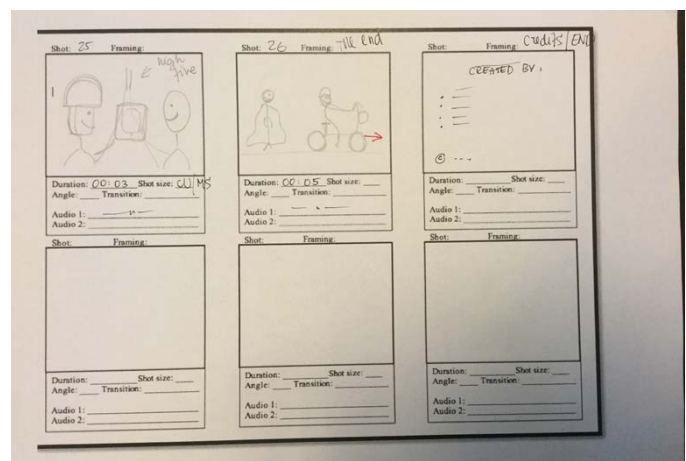 Shot: 25 Framing:
high
five
Duration: 00:03 Shot size: CU/MS
Angle: Transition:
Audio 1: -"-
Audio 2:
Shot: 26 Framing: The end
Duration: 00:05 Shot size:
Angle: Transition:
Audio 1: -"-
Audio 2:
Shot: Framing: Credits/END
CREATED BY:
© ...
Duration: Shot size:
Angle: Transition:
Audio 1:
Audio 2:
Shot: Framing:
Duration: Shot size:
Angle: Transition:
Audio 1:
Audio 2:
Shot: Framing:
Duration: Shot size:
Angle: Transition:
Audio 1:
Audio 2:
Shot: Framing:
Duration: Shot size:
Angle: Transition:
Audio 1:
Audio 2: